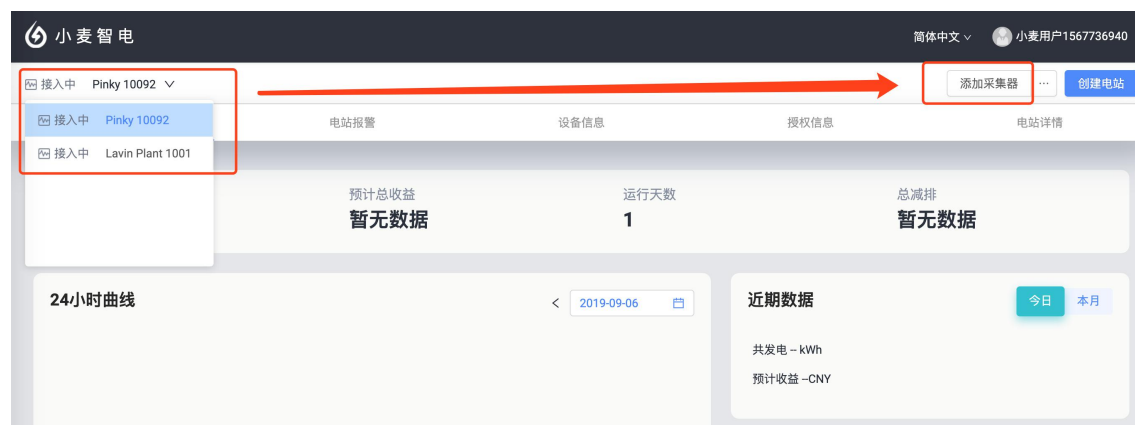 小麦智电
简体中文 小麦用户1567736940
接入中 Pinky 10092 添加采集器 ... 创建电站
接入中 Pinky 10092
接入中 Lavin Plant 1001
电站报警 设备信息 授权信息 电站详情
预计总收益 运行天数 总减排
暂无数据 1 暂无数据
24小时曲线 < 2019-09-06
近期数据 今日 本月
共发电 -- kWh
预计收益 --CNY